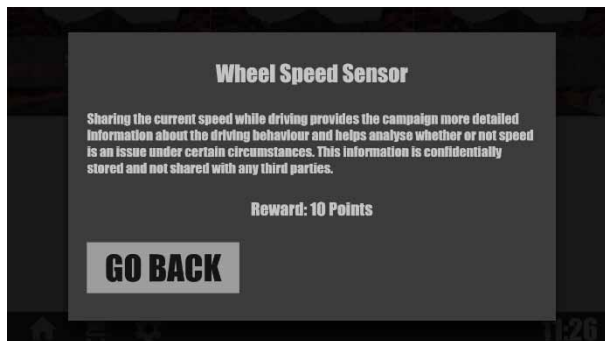 Wheel Speed Sensor
Sharing the current speed while driving provides the campaign more detailed
information about the driving behaviour and helps analyse whether or not speed
is an issue under certain circumstances. This information is confidentially
stored and not shared with any third parties.
Reward: 10 Points
GO BACK
11:26